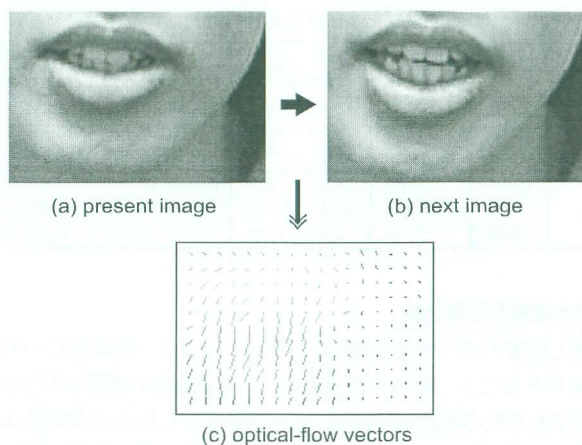 (a) present image
(b) next image
(c) optical-flow vectors